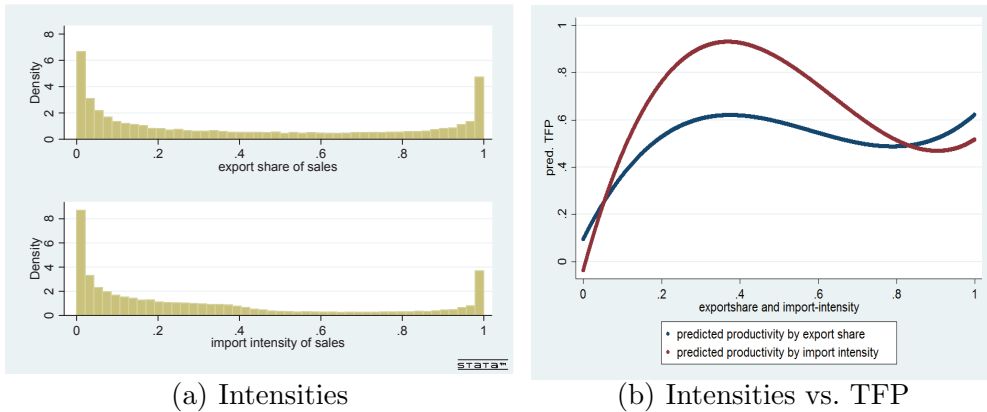 Density
0 2 4 6 8
0 .2 .4 .6 .8 1
export share of sales
Density
0 2 4 6 8
0 .2 .4 .6 .8 1
import intensity of sales
STATA™
(a) Intensities
pred. TFP
0 .2 .4 .6 .8 1
0 .2 .4 .6 .8 1
exportshare and import-intensity
predicted productivity by export share
predicted productivity by import intensity
(b) Intensities vs. TFP